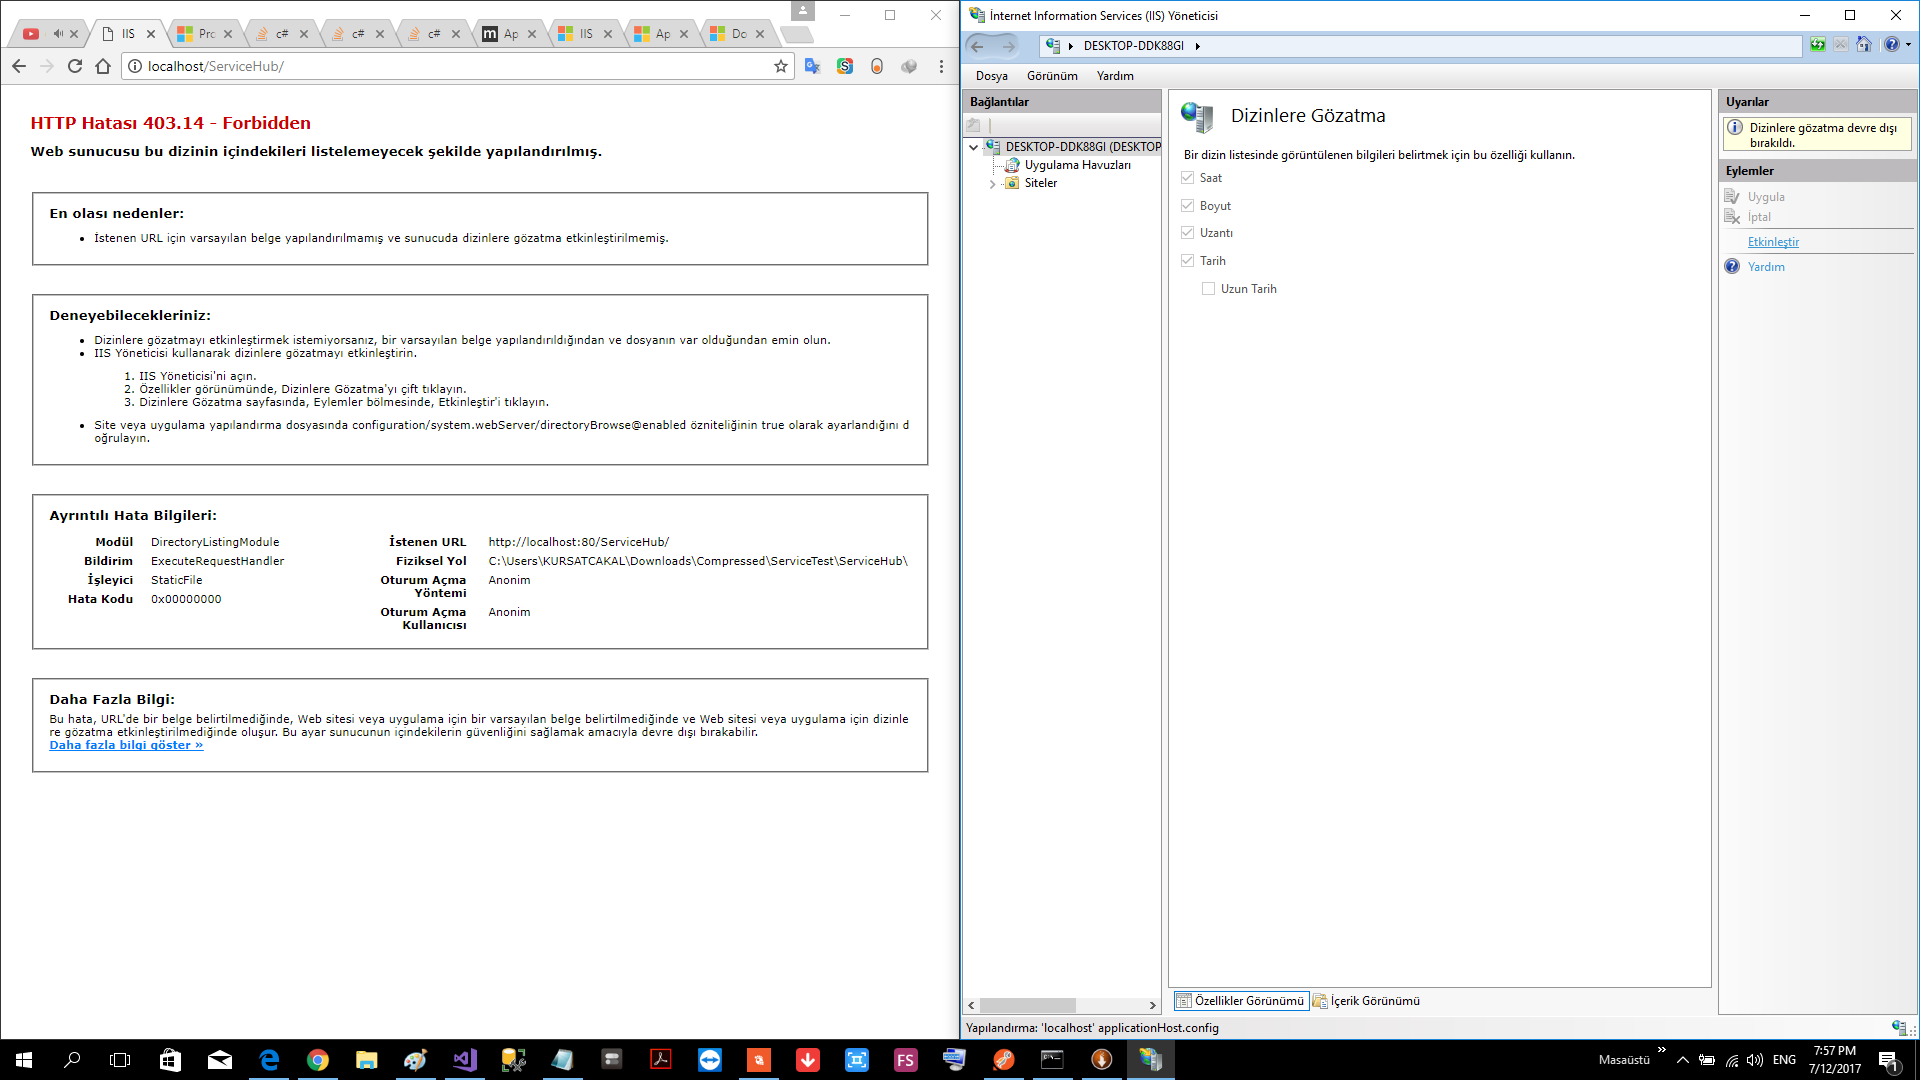 IIS
Prc
c#
c#
c#
Ap
IIS
Ap
Do
localhost/ServiceHub/
HTTP Hatası 403.14 - Forbidden
Web sunucusu bu dizinin içindekileri listelemeyecek şekilde yapılandırılmış.
En olası nedenler:
İstenen URL için varsayılan belge yapılandırılmamış ve sunucuda dizinlere gözatma etkinleştirilmemiş.
Deneyebilecekleriniz:
Dizinlere gözatmayı etkinleştirmek istemiyorsanız, bir varsayılan belge yapılandırıldığından ve dosyanın var olduğundan emin olun.
IIS Yöneticisi kullanarak dizinlere gözatmayı etkinleştirin.
1. IIS Yöneticisi'ni açın.
2. Özellikler görünümünde, Dizinlere Gözatma'yı çift tıklayın.
3. Dizinlere Gözatma sayfasında, Eylemler bölmesinde, Etkinleştir'i tıklayın.
Site veya uygulama yapılandırma dosyasında configuration/system.webServer/directoryBrowse@enabled özniteliğinin true olarak ayarlandığını d
oğrulayın.
Ayrıntılı Hata Bilgileri:
Modül DirectoryListingModule
Bildirim ExecuteRequestHandler
İşleyici StaticFile
Hata Kodu 0x00000000
İstenen URL http://localhost:80/ServiceHub/
Fiziksel Yol C:\Users\KURSATCAKAL\Downloads\Compressed\ServiceTest\ServiceHub\
Oturum Açma Anonim
Yöntemi
Oturum Açma Anonim
Kullanıcısı
Daha Fazla Bilgi:
Bu hata, URL'de bir belge belirtilmediğinde, Web sitesi veya uygulama için bir varsayılan belge belirtilmediğinde ve Web sitesi veya uygulama için dizinle
re gözatma etkinleştirilmediğinde oluşur. Bu ayar sunucunun içindekilerin güvenliğini sağlamak amacıyla devre dışı bırakabilir.
Daha fazla bilgi göster »
İnternet Information Services (IIS) Yöneticisi
DESKTOP-DDK88GI
Dosya Görünüm Yardım
Bağlantılar
DESKTOP-DDK88GI (DESKTOP
Uygulama Havuzları
Siteler
Dizinlere Gözatma
Bir dizin listesinde görüntülenen bilgileri belirtmek için bu özelliği kullanın.
Saat
Boyut
Uzantı
Tarih
Uzun Tarih
Özellikler Görünümü İçerik Görünümü
Uyarılar
Dizinlere gözatma devre dışı
bırakıldı.
Eylemler
Uygula
İptal
Etkinleştir
Yardım
Yapılandırma: 'localhost' applicationHost.config
FS
Masaüstü
ENG
7:57 PM
7/12/2017
1